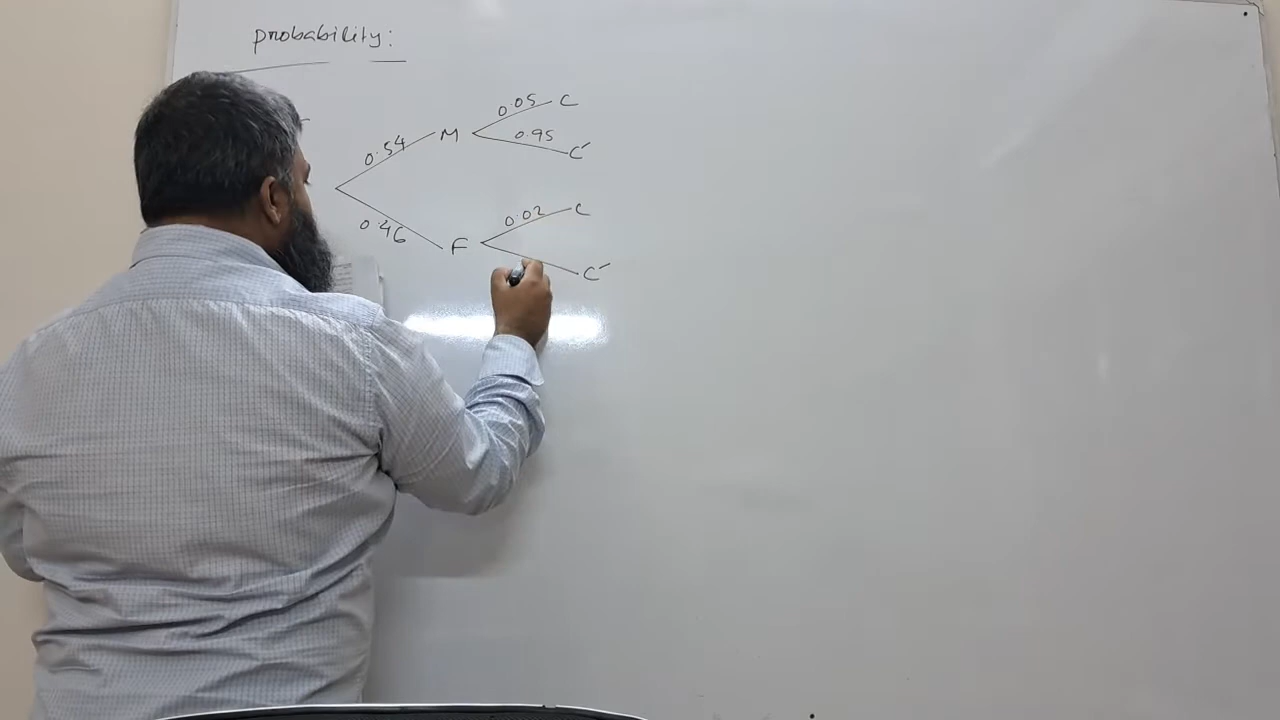 probability:
0.05 C
0.54 M 0.95 C′
0.02 C
0.46 F
C′